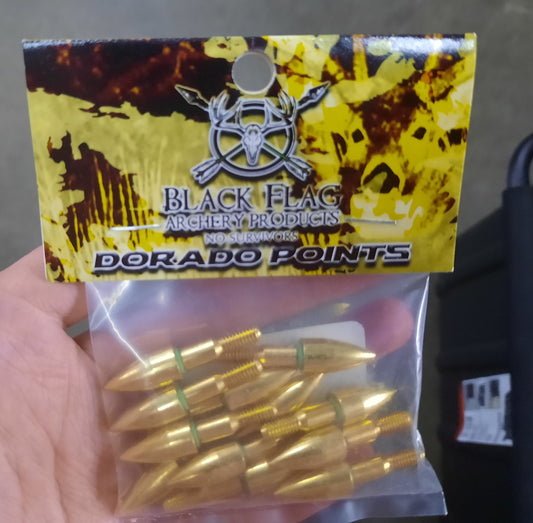 BLACK FLAG
ARCHERY PRODUCTS
NO SURVIVORS
DORADO POINTS